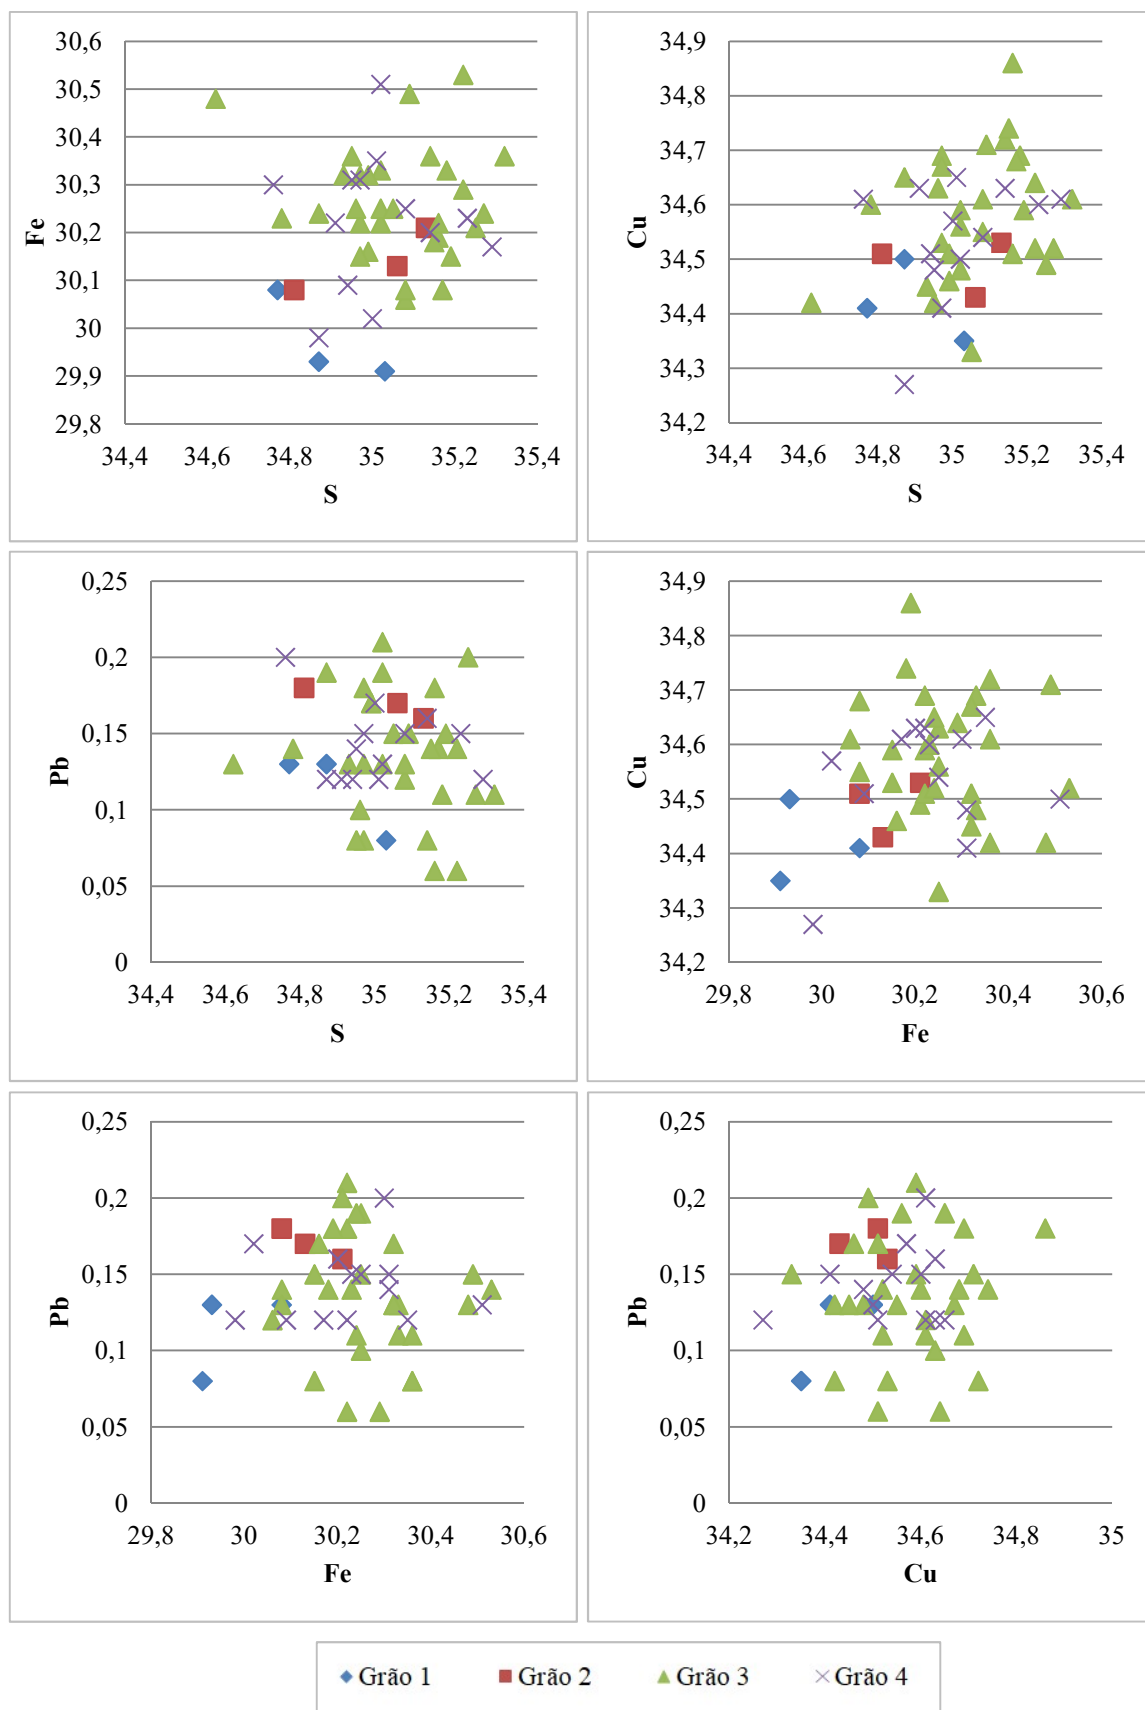 30,6
30,5
30,4
30,3
30,2
30,1
30
29,9
29,8
Fe
34,4 34,6 34,8 35 35,2 35,4
S
34,9
34,8
34,7
34,6
34,5
34,4
34,3
34,2
Cu
34,4 34,6 34,8 35 35,2 35,4
S
0,25
0,2
0,15
0,1
0,05
0
Pb
34,4 34,6 34,8 35 35,2 35,4
S
34,9
34,8
34,7
34,6
34,5
34,4
34,3
34,2
Cu
29,8 30 30,2 30,4 30,6
Fe
0,25
0,2
0,15
0,1
0,05
0
Pb
29,8 30 30,2 30,4 30,6
Fe
0,25
0,2
0,15
0,1
0,05
0
Pb
34,2 34,4 34,6 34,8 35
Cu
Grão 1 Grão 2 Grão 3 Grão 4